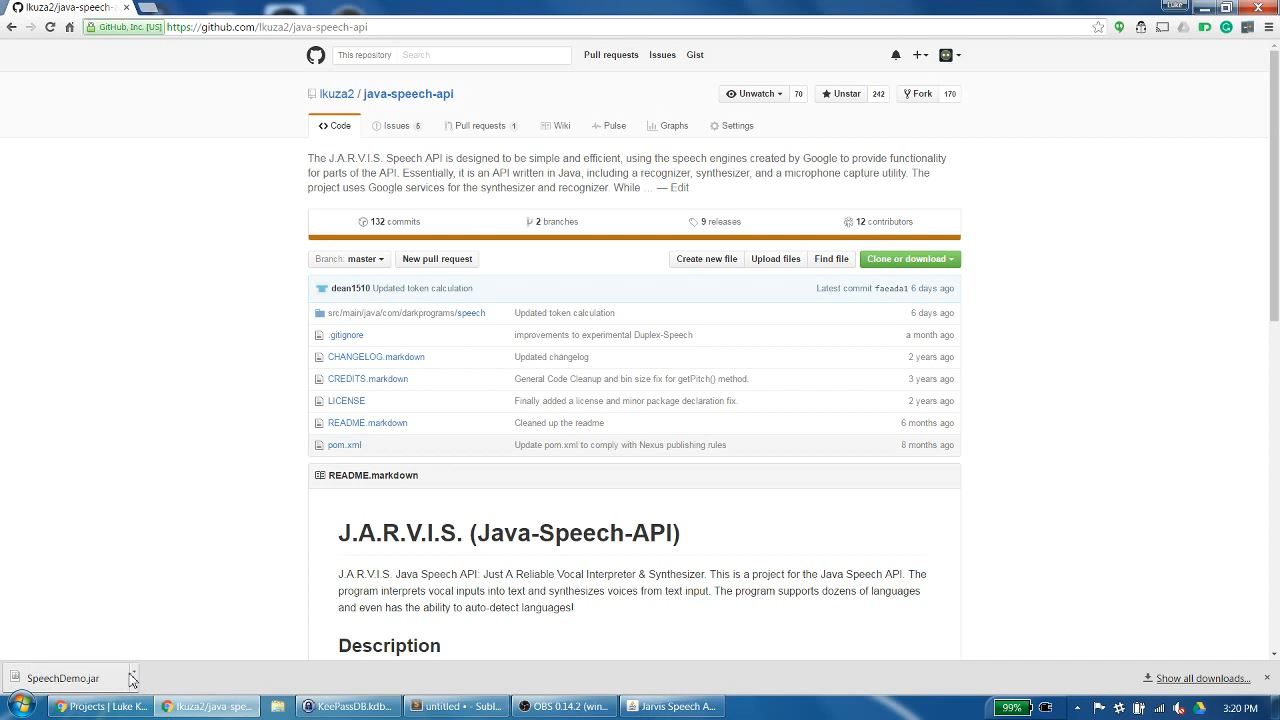 lkuza2/java-speech-
Luke
GitHub, Inc. [US]
https://github.com/lkuza2/java-speech-api
This repository
Search
Pull requests
Issues
Gist
lkuza2 / java-speech-api
Unwatch
70
Unstar
242
Fork
170
Code
Issues 5
Pull requests 1
Wiki
Pulse
Graphs
Settings
The J.A.R.V.I.S. Speech API is designed to be simple and efficient, using the speech engines created by Google to provide functionality
for parts of the API. Essentially, it is an API written in Java, including a recognizer, synthesizer, and a microphone capture utility. The
project uses Google services for the synthesizer and recognizer. While ... — Edit
132 commits
2 branches
9 releases
12 contributors
Branch: master
New pull request
Create new file
Upload files
Find file
Clone or download
dean1510 Updated token calculation
Latest commit faeada1 6 days ago
src/main/java/com/darkprograms/speech
Updated token calculation
6 days ago
.gitignore
improvements to experimental Duplex-Speech
a month ago
CHANGELOG.markdown
Updated changelog
2 years ago
CREDITS.markdown
General Code Cleanup and bin size fix for getPitch() method.
3 years ago
LICENSE
Finally added a license and minor package declaration fix.
2 years ago
README.markdown
Cleaned up the readme
6 months ago
pom.xml
Update pom.xml to comply with Nexus publishing rules
8 months ago
README.markdown
J.A.R.V.I.S. (Java-Speech-API)
J.A.R.V.I.S. Java Speech API: Just A Reliable Vocal Interpreter & Synthesizer. This is a project for the Java Speech API. The
program interprets vocal inputs into text and synthesizes voices from text input. The program supports dozens of languages
and even has the ability to auto-detect languages!
Description
SpeechDemo.jar
Show all downloads...
Projects | Luke K...
lkuza2/java-spe...
KeePassDB.kdb...
untitled • - Subl...
OBS 0.14.2 (win...
Jarvis Speech A...
99%
3:20 PM